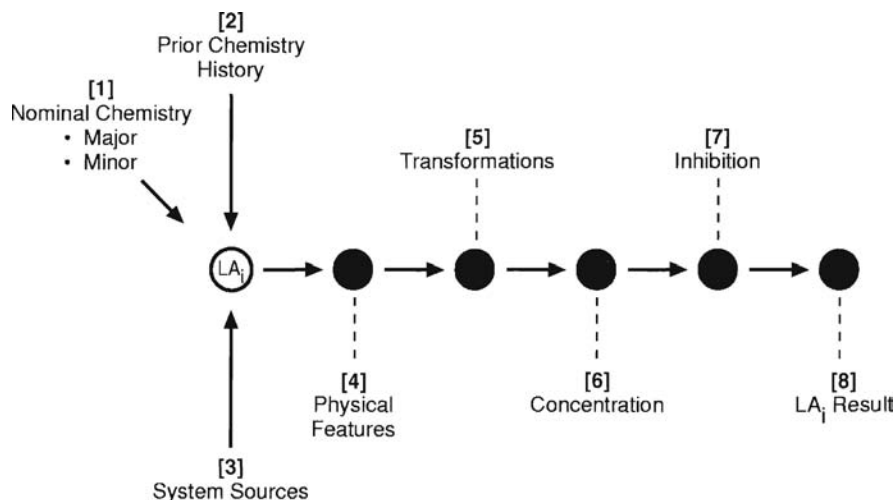 [2]
Prior Chemistry
History
[1]
Nominal Chemistry
• Major
• Minor
[5]
Transformations
[7]
Inhibition
LAi
[4]
Physical
Features
[6]
Concentration
[8]
LAi Result
[3]
System Sources